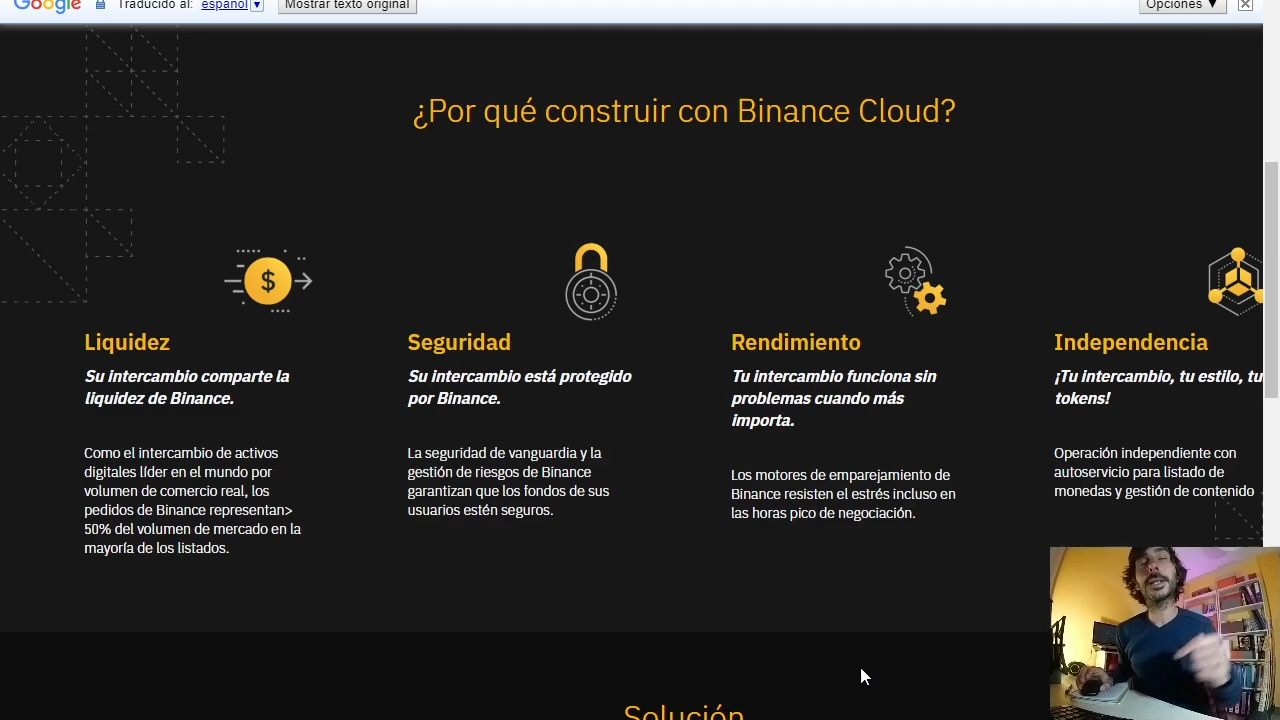 Google Traducido al: español Mostrar texto original Opciones ▼
¿Por qué construir con Binance Cloud?
$
Liquidez
Su intercambio comparte la
liquidez de Binance.
Como el intercambio de activos
digitales líder en el mundo por
volumen de comercio real, los
pedidos de Binance representan>
50% del volumen de mercado en la
mayoría de los listados.
Seguridad
Su intercambio está protegido
por Binance.
La seguridad de vanguardia y la
gestión de riesgos de Binance
garantizan que los fondos de sus
usuarios estén seguros.
Rendimiento
Tu intercambio funciona sin
problemas cuando más
importa.
Los motores de emparejamiento de
Binance resisten el estrés incluso en
las horas pico de negociación.
Independencia
¡Tu intercambio, tu estilo, tu
tokens!
Operación independiente con
autoservicio para listado de
monedas y gestión de contenido
Solución